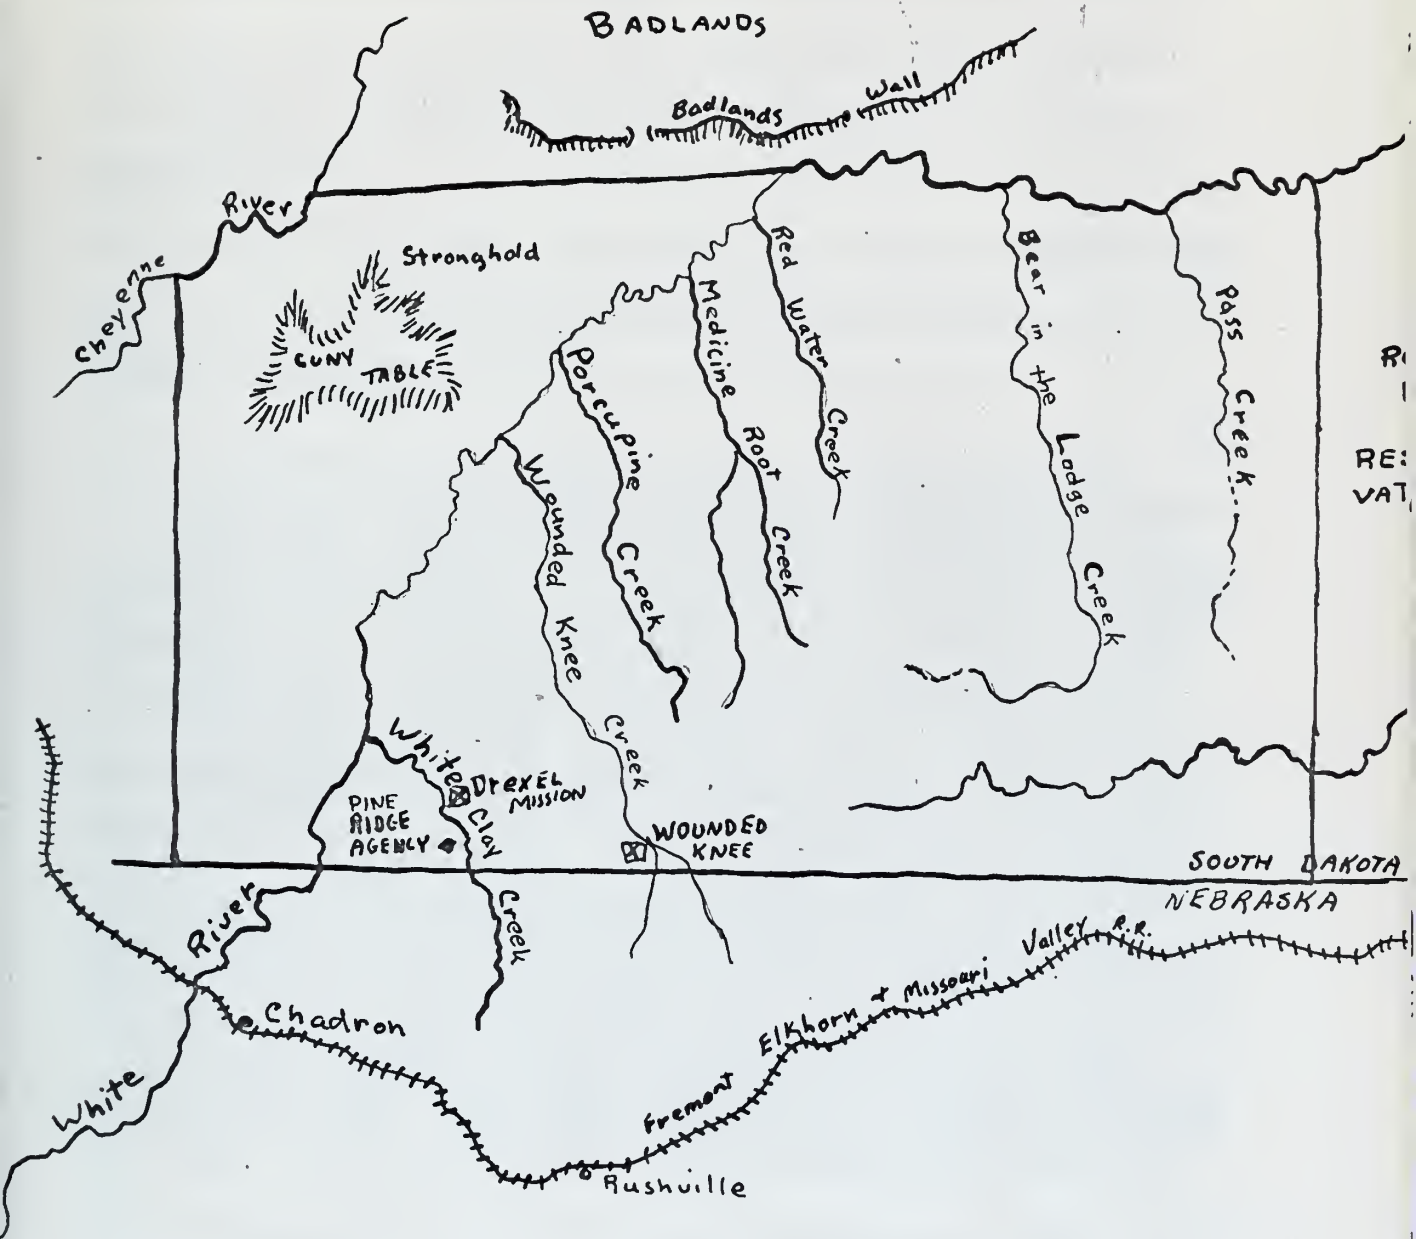 BADLANDS
Badlands Wall
Cheyenne River
Stronghold
CUNY
TABLE
Red Water Creek
Medicine Root Creek
Porcupine Creek
Wounded Knee Creek
Bear in the Lodge Creek
Pass Creek
RES
VAT
White Clay Creek
Drexel
MISSION
PINE
RIDGE
AGENCY
WOUNDED
KNEE
SOUTH DAKOTA
NEBRASKA
White River
Chadron
Fremont Elkhorn + Missouri Valley R.R.
Rushville